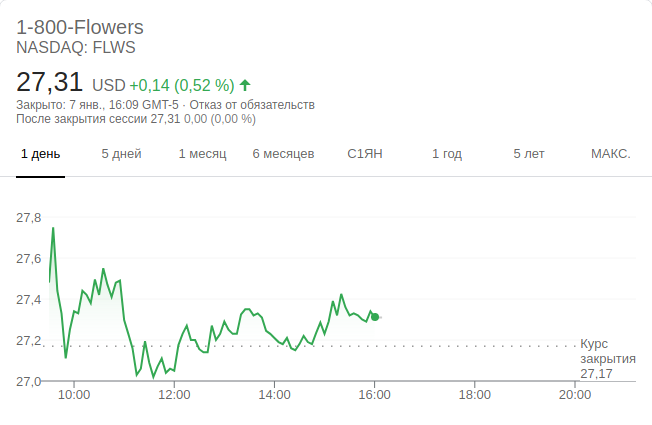 1-800-Flowers
NASDAQ: FLWS
27,31 USD +0,14 (0,52 %)
Закрыто: 7 янв., 16:09 GMT-5 · Отказ от обязательств
После закрытия сессии 27,31 0,00 (0,00 %)
1 день 5 дней 1 месяц 6 месяцев С1ЯН 1 год 5 лет МАКС.
27,8
27,6
27,4
27,2
27,0
Курс
закрытия
27,17
10:00 12:00 14:00 16:00 18:00 20:00